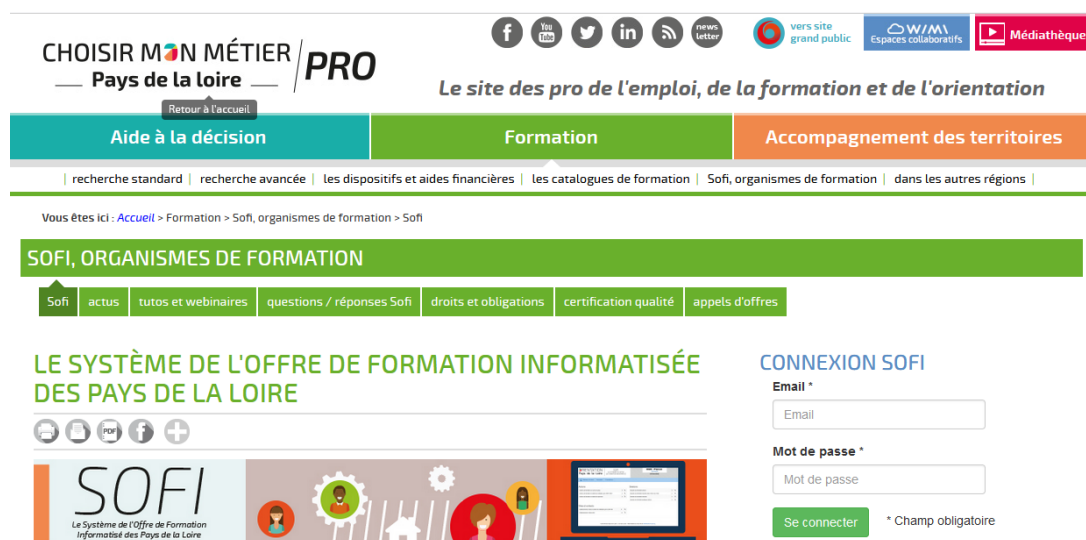 You
Tube
news
letter
vers site
grand public
Espaces collaboratifs
Médiathèque
CHOISIR MON MÉTIER
Pays de la loire
PRO
Le site des pro de l'emploi, de la formation et de l'orientation
Retour à l'accueil
Aide à la décision
Formation
Accompagnement des territoires
| recherche standard | recherche avancée | les dispositifs et aides financières | les catalogues de formation | Sofi, organismes de formation | dans les autres régions |
Vous êtes ici : Accueil > Formation > Sofi, organismes de formation > Sofi
SOFI, ORGANISMES DE FORMATION
Sofi actus tutos et webinaires questions / réponses Sofi droits et obligations certification qualité appels d'offres
LE SYSTÈME DE L'OFFRE DE FORMATION INFORMATISÉE
DES PAYS DE LA LOIRE
PDF
CONNEXION SOFI
Email *
Email
Mot de passe *
Mot de passe
Se connecter
* Champ obligatoire
SOFI
Le Système de l'Offre de Formation
Informatisé des Pays de la Loire